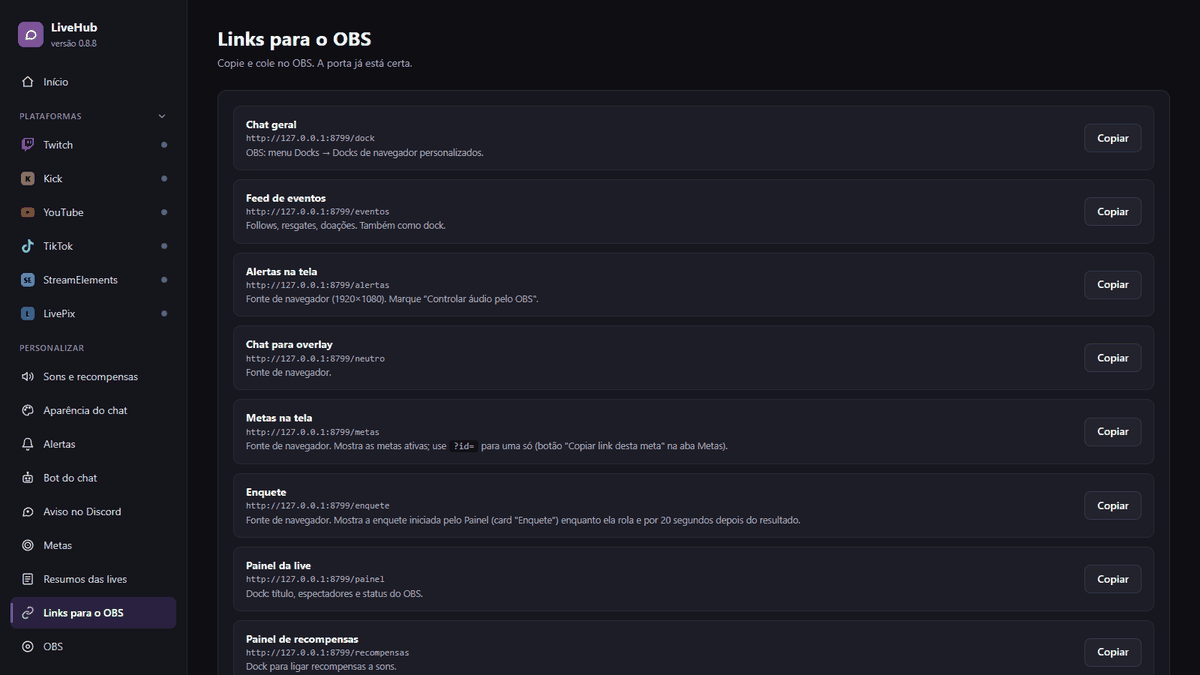 LiveHub
versão 0.8.8
Início
PLATAFORMAS
Twitch
K Kick
YouTube
TikTok
SE StreamElements
L LivePix
PERSONALIZAR
Sons e recompensas
Aparência do chat
Alertas
Bot do chat
Aviso no Discord
Metas
Resumos das lives
Links para o OBS
OBS
Links para o OBS
Copie e cole no OBS. A porta já está certa.
Chat geral
http://127.0.0.1:8799/dock
OBS: menu Docks → Docks de navegador personalizados.
Copiar
Feed de eventos
http://127.0.0.1:8799/eventos
Follows, resgates, doações. Também como dock.
Copiar
Alertas na tela
http://127.0.0.1:8799/alertas
Fonte de navegador (1920×1080). Marque "Controlar áudio pelo OBS".
Copiar
Chat para overlay
http://127.0.0.1:8799/neutro
Fonte de navegador.
Copiar
Metas na tela
http://127.0.0.1:8799/metas
Fonte de navegador. Mostra as metas ativas; use ?id= para uma só (botão "Copiar link desta meta" na aba Metas).
Copiar
Enquete
http://127.0.0.1:8799/enquete
Fonte de navegador. Mostra a enquete iniciada pelo Painel (card "Enquete") enquanto ela rola e por 20 segundos depois do resultado.
Copiar
Painel da live
http://127.0.0.1:8799/painel
Dock: título, espectadores e status do OBS.
Copiar
Painel de recompensas
http://127.0.0.1:8799/recompensas
Dock para ligar recompensas a sons.
Copiar